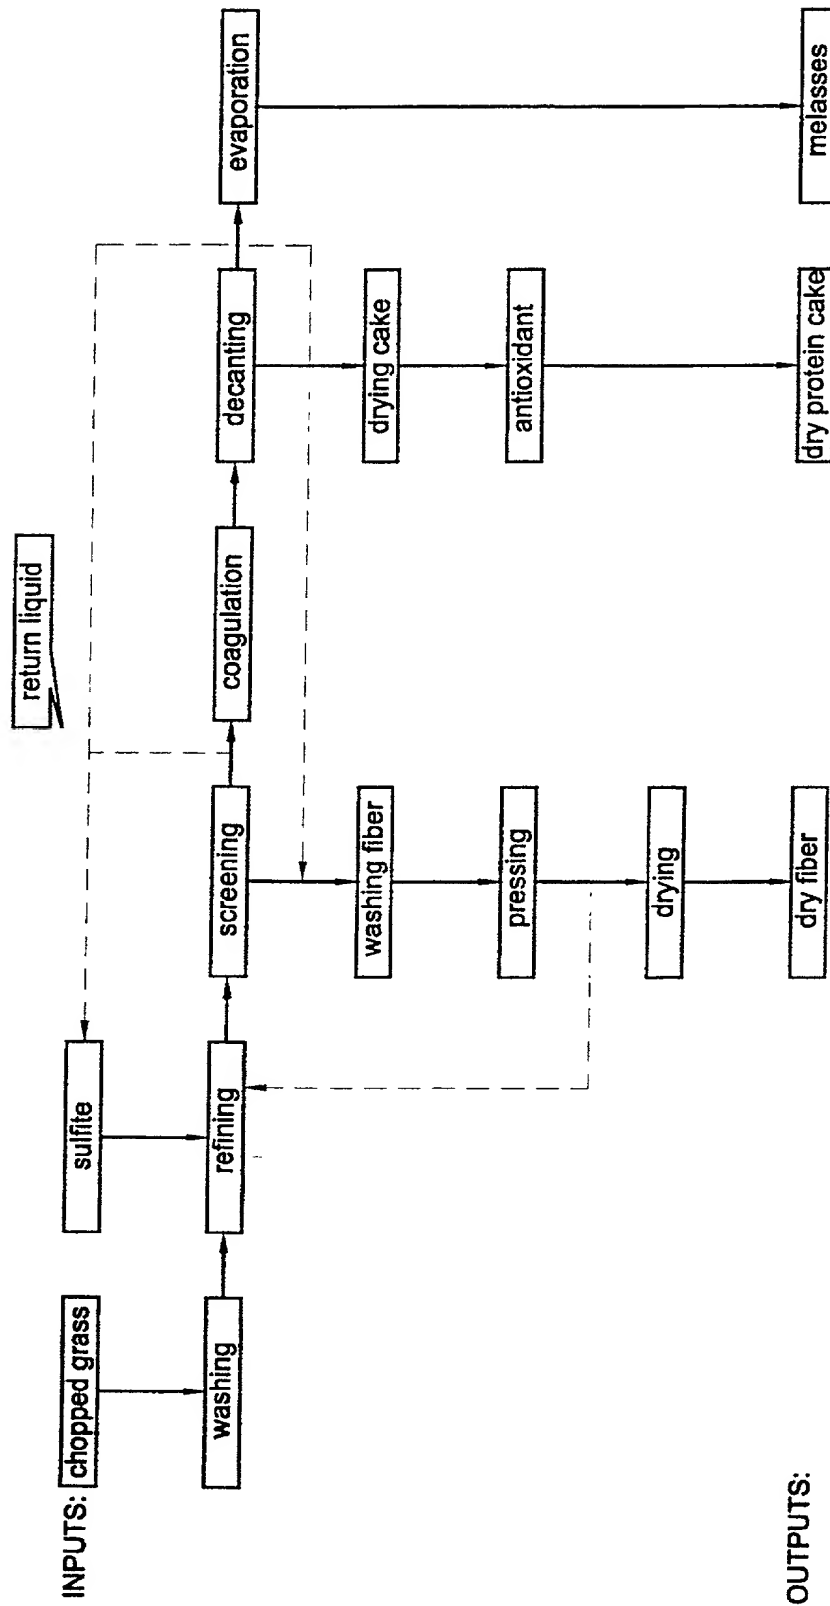 return liquid
INPUTS:
chopped grass
sulfite
washing
refining
screening
coagulation
decanting
evaporation
washing fiber
drying cake
pressing
antioxidant
drying
OUTPUTS:
dry fiber
dry protein cake
melasses